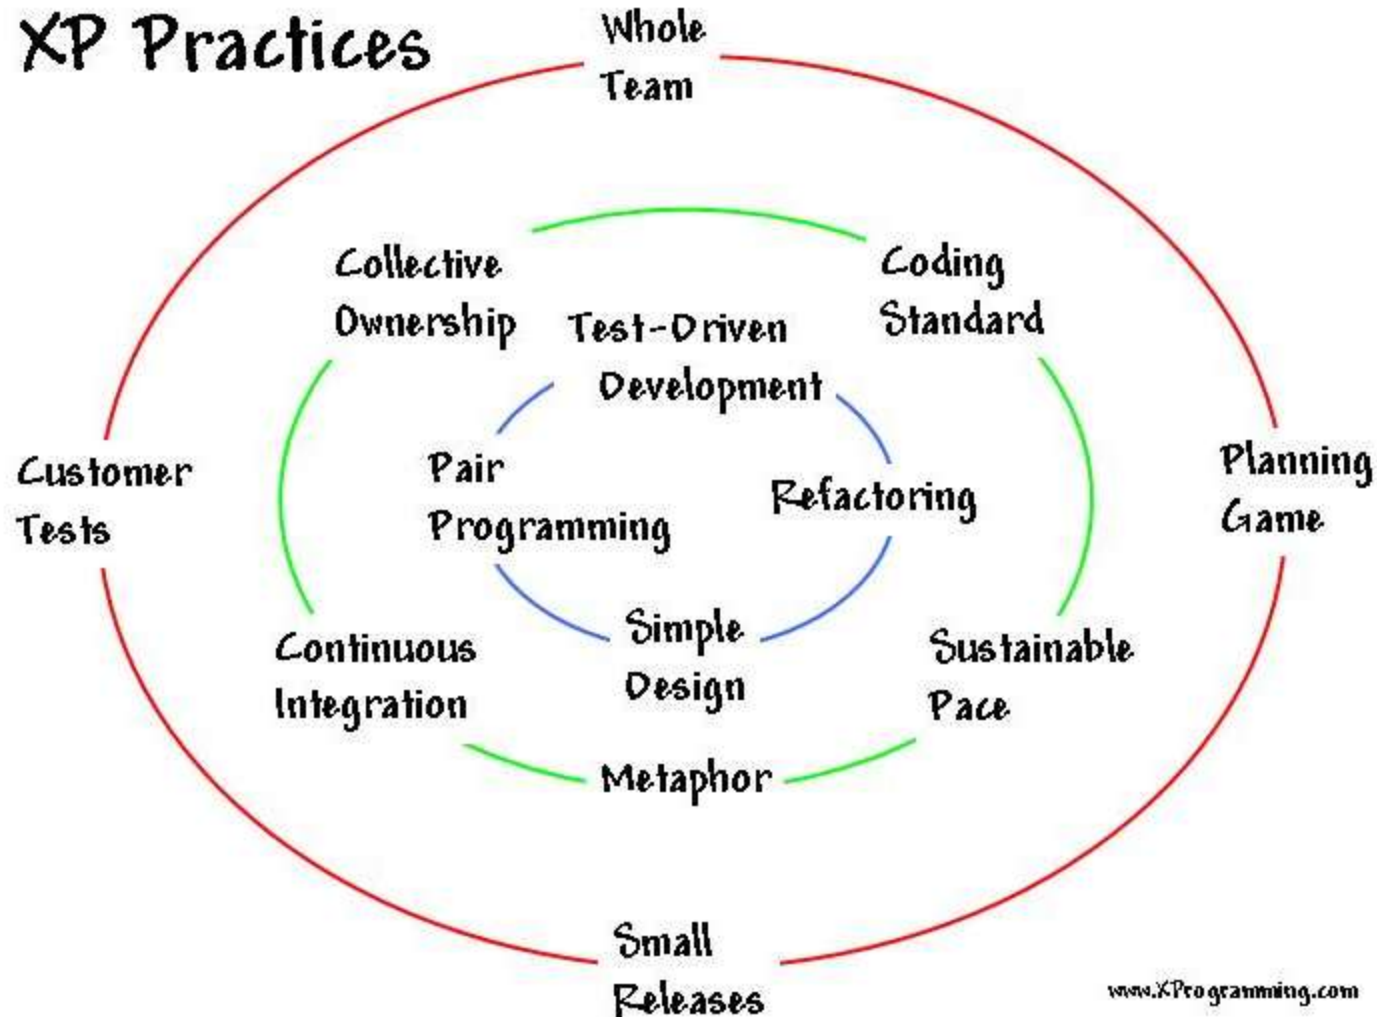 XP Practices
Whole
Team
Collective
Ownership
Coding
Standard
Test-Driven
Development
Customer
Tests
Pair
Programming
Refactoring
Planning
Game
Continuous
Integration
Simple
Design
Sustainable
Pace
Metaphor
Small
Releases
www.XProgramming.com